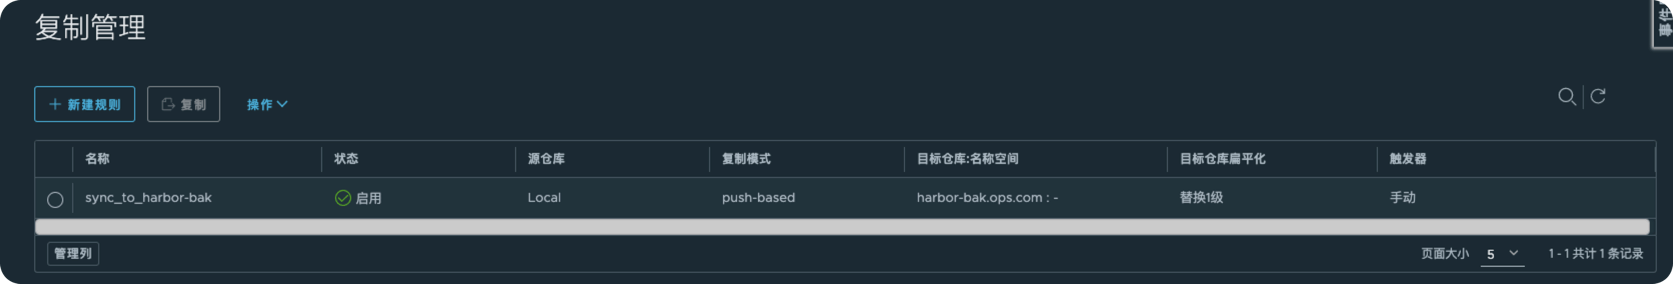 复制管理
事件
新建规则 复制 操作
名称 状态 源仓库 复制模式 目标仓库:名称空间 目标仓库扁平化 触发器
sync_to_harbor-bak 启用 Local push-based harbor-bak.ops.com : - 替换1级 手动
管理列 页面大小 5 1 - 1 共计 1 条记录